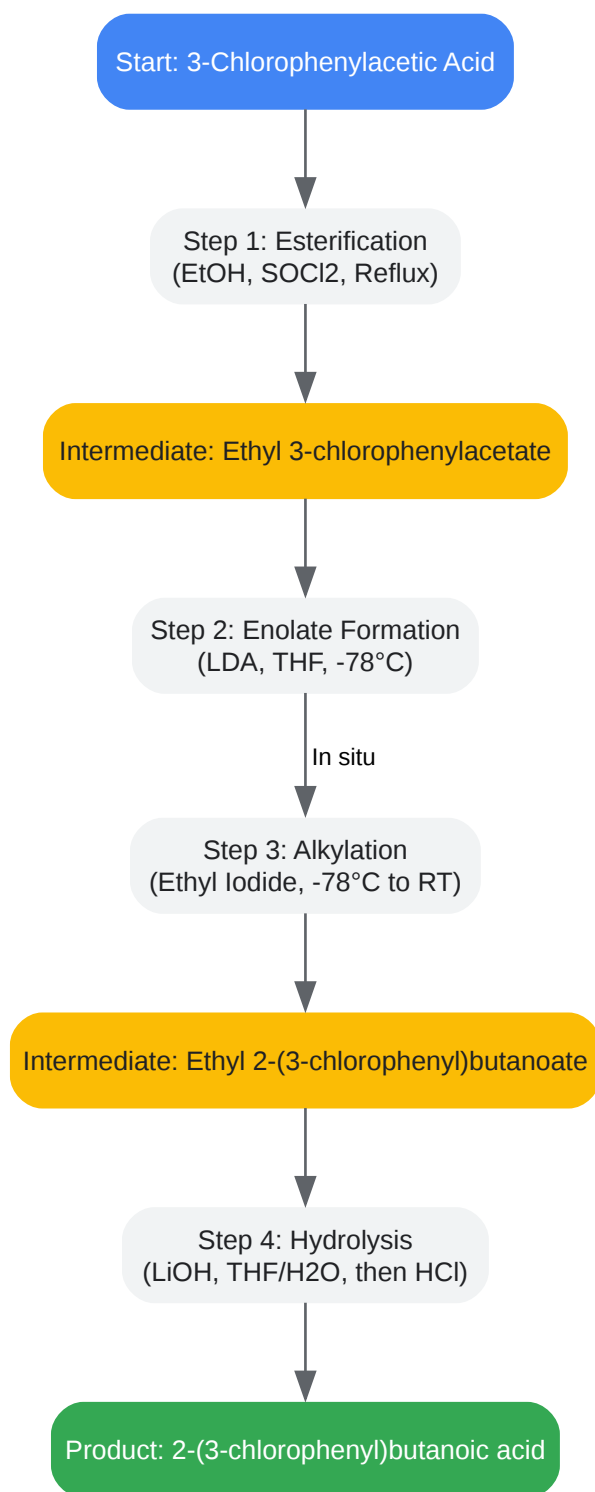 Start: 3-Chlorophenylacetic Acid
Step 1: Esterification
(EtOH, SOCl2, Reflux)
Intermediate: Ethyl 3-chlorophenylacetate
Step 2: Enolate Formation
(LDA, THF, -78°C)
In situ
Step 3: Alkylation
(Ethyl Iodide, -78°C to RT)
Intermediate: Ethyl 2-(3-chlorophenyl)butanoate
Step 4: Hydrolysis
(LiOH, THF/H2O, then HCl)
Product: 2-(3-chlorophenyl)butanoic acid